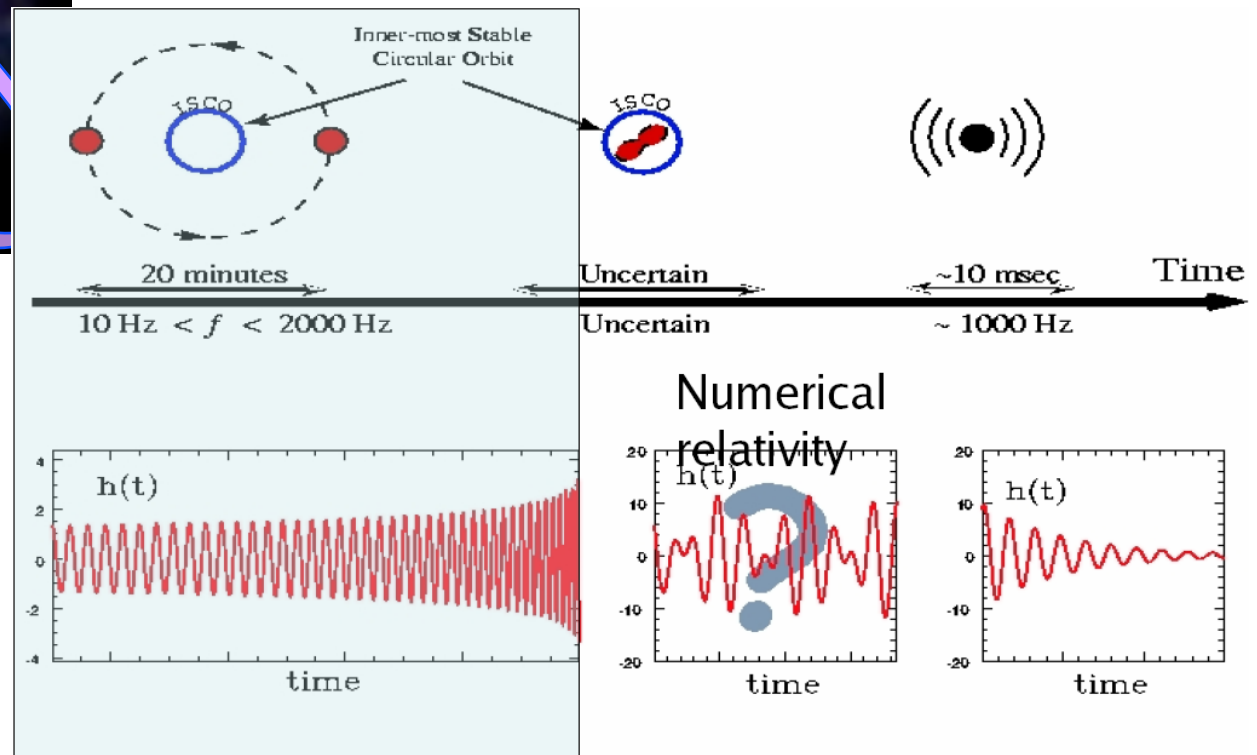 Inner-most Stable
Circular Orbit
ISCO
ISCO
20 minutes
Uncertain
~10 msec
Time
10 Hz < f < 2000 Hz
Uncertain
~ 1000 Hz
Numerical
relativity
h(t)
4
2
0
-2
-4
time
h(t)
20
10
0
-10
-20
time
h(t)
20
10
0
-10
-20
time